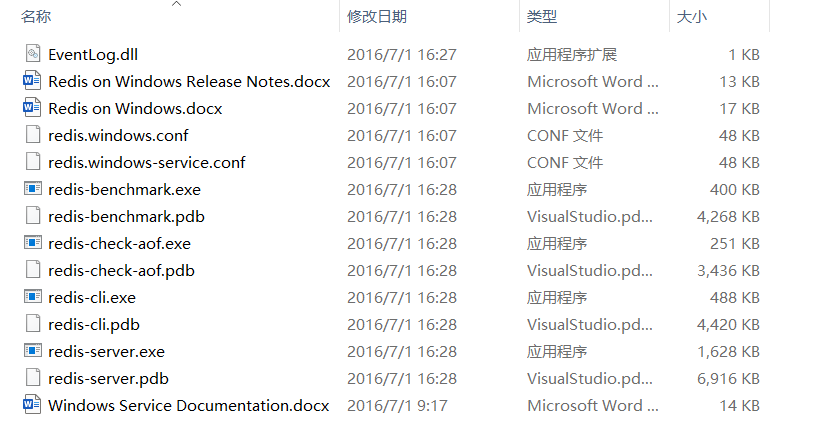 名称 修改日期 类型 大小
EventLog.dll 2016/7/1 16:27 应用程序扩展 1 KB
Redis on Windows Release Notes.docx 2016/7/1 16:07 Microsoft Word ... 13 KB
Redis on Windows.docx 2016/7/1 16:07 Microsoft Word ... 17 KB
redis.windows.conf 2016/7/1 16:07 CONF 文件 48 KB
redis.windows-service.conf 2016/7/1 16:07 CONF 文件 48 KB
redis-benchmark.exe 2016/7/1 16:28 应用程序 400 KB
redis-benchmark.pdb 2016/7/1 16:28 VisualStudio.pd... 4,268 KB
redis-check-aof.exe 2016/7/1 16:28 应用程序 251 KB
redis-check-aof.pdb 2016/7/1 16:28 VisualStudio.pd... 3,436 KB
redis-cli.exe 2016/7/1 16:28 应用程序 488 KB
redis-cli.pdb 2016/7/1 16:28 VisualStudio.pd... 4,420 KB
redis-server.exe 2016/7/1 16:28 应用程序 1,628 KB
redis-server.pdb 2016/7/1 16:28 VisualStudio.pd... 6,916 KB
Windows Service Documentation.docx 2016/7/1 9:17 Microsoft Word ... 14 KB